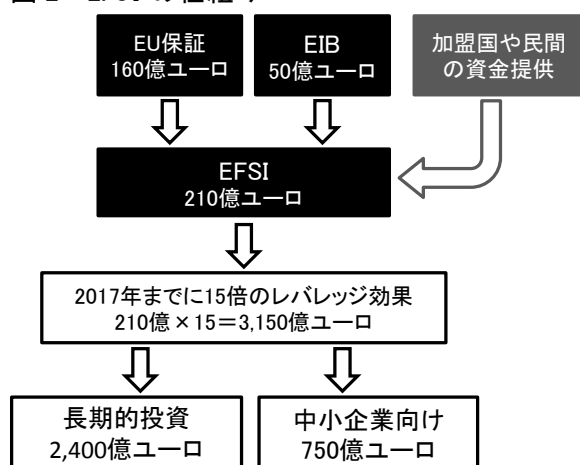 EU保証
160億ユーロ
EIB
50億ユーロ
加盟国や民間
の資金提供
EFSI
210億ユーロ
2017年までに15倍のレバレッジ効果
210億×15=3,150億ユーロ
長期的投資
2,400億ユーロ
中小企業向け
750億ユーロ